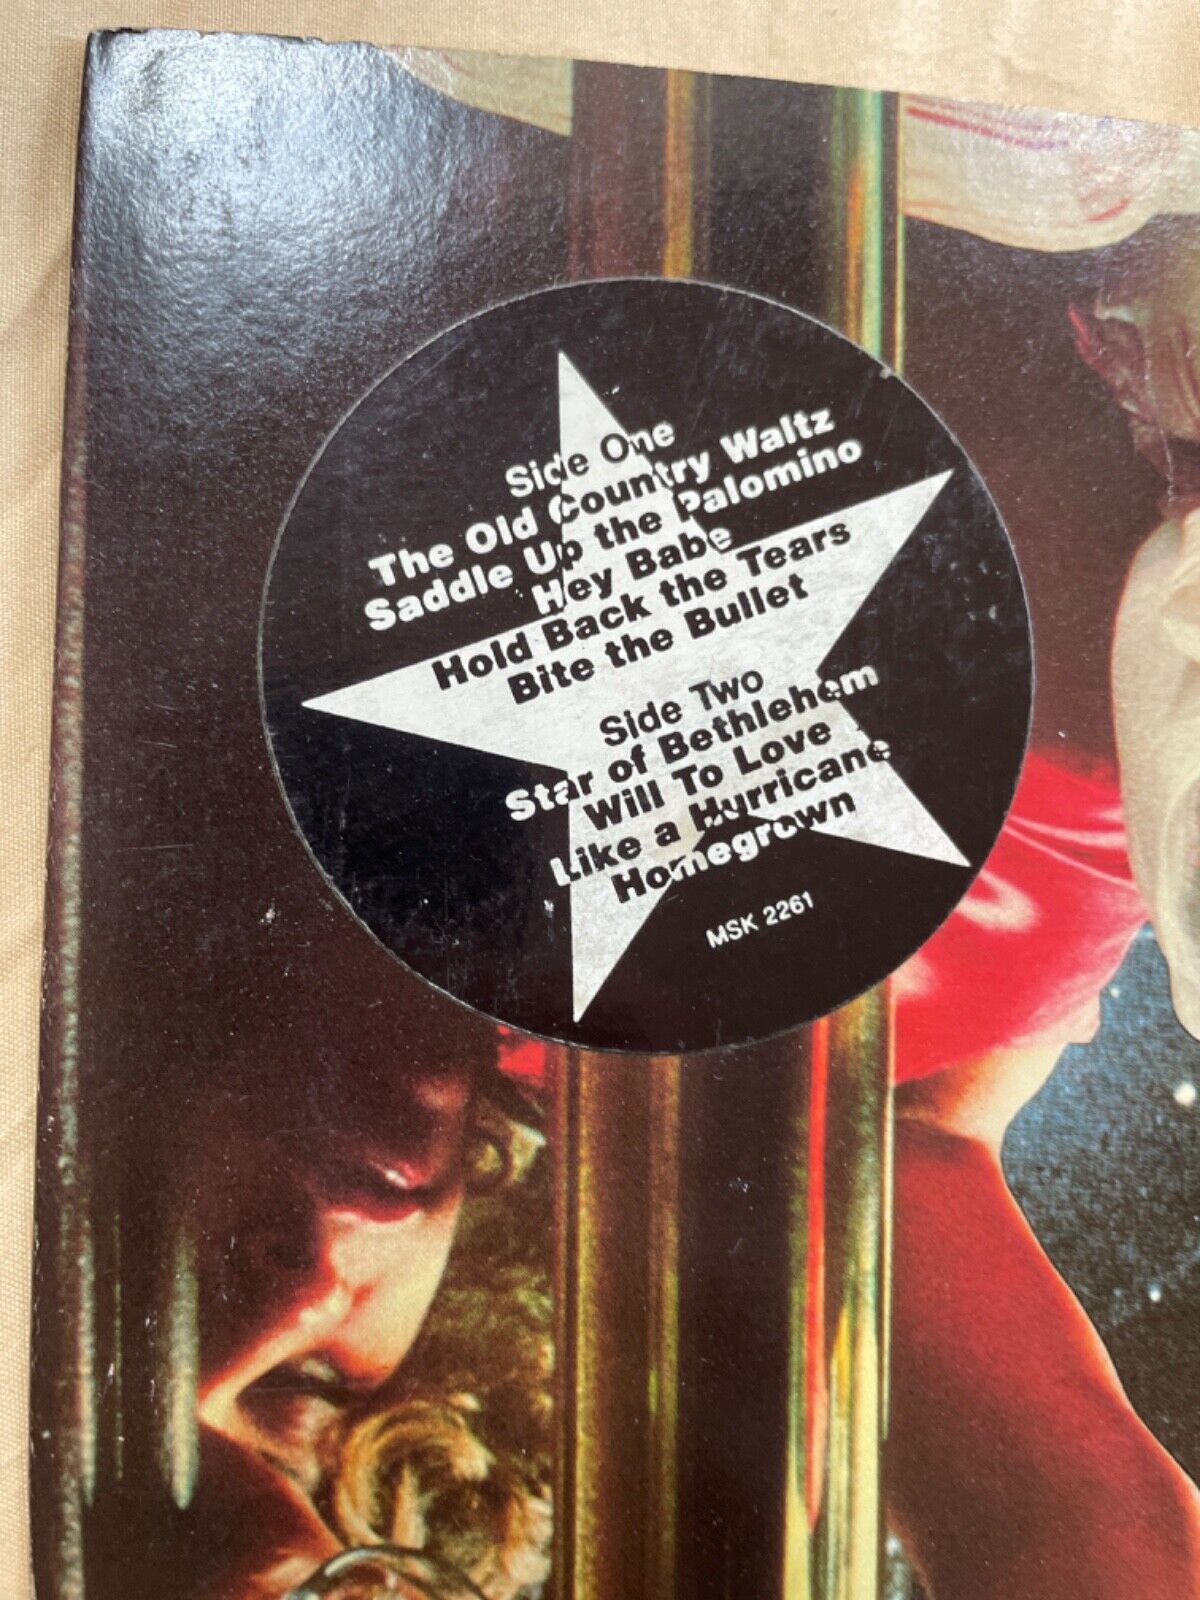 Side One
The Old Country Waltz
Saddle Up the Palomino
Hey Babe
Hold Back the Tears
Bite the Bullet
Side Two
Star of Bethlehem
Will To Love
Like a Hurricane
Homegrown
MSK 2261